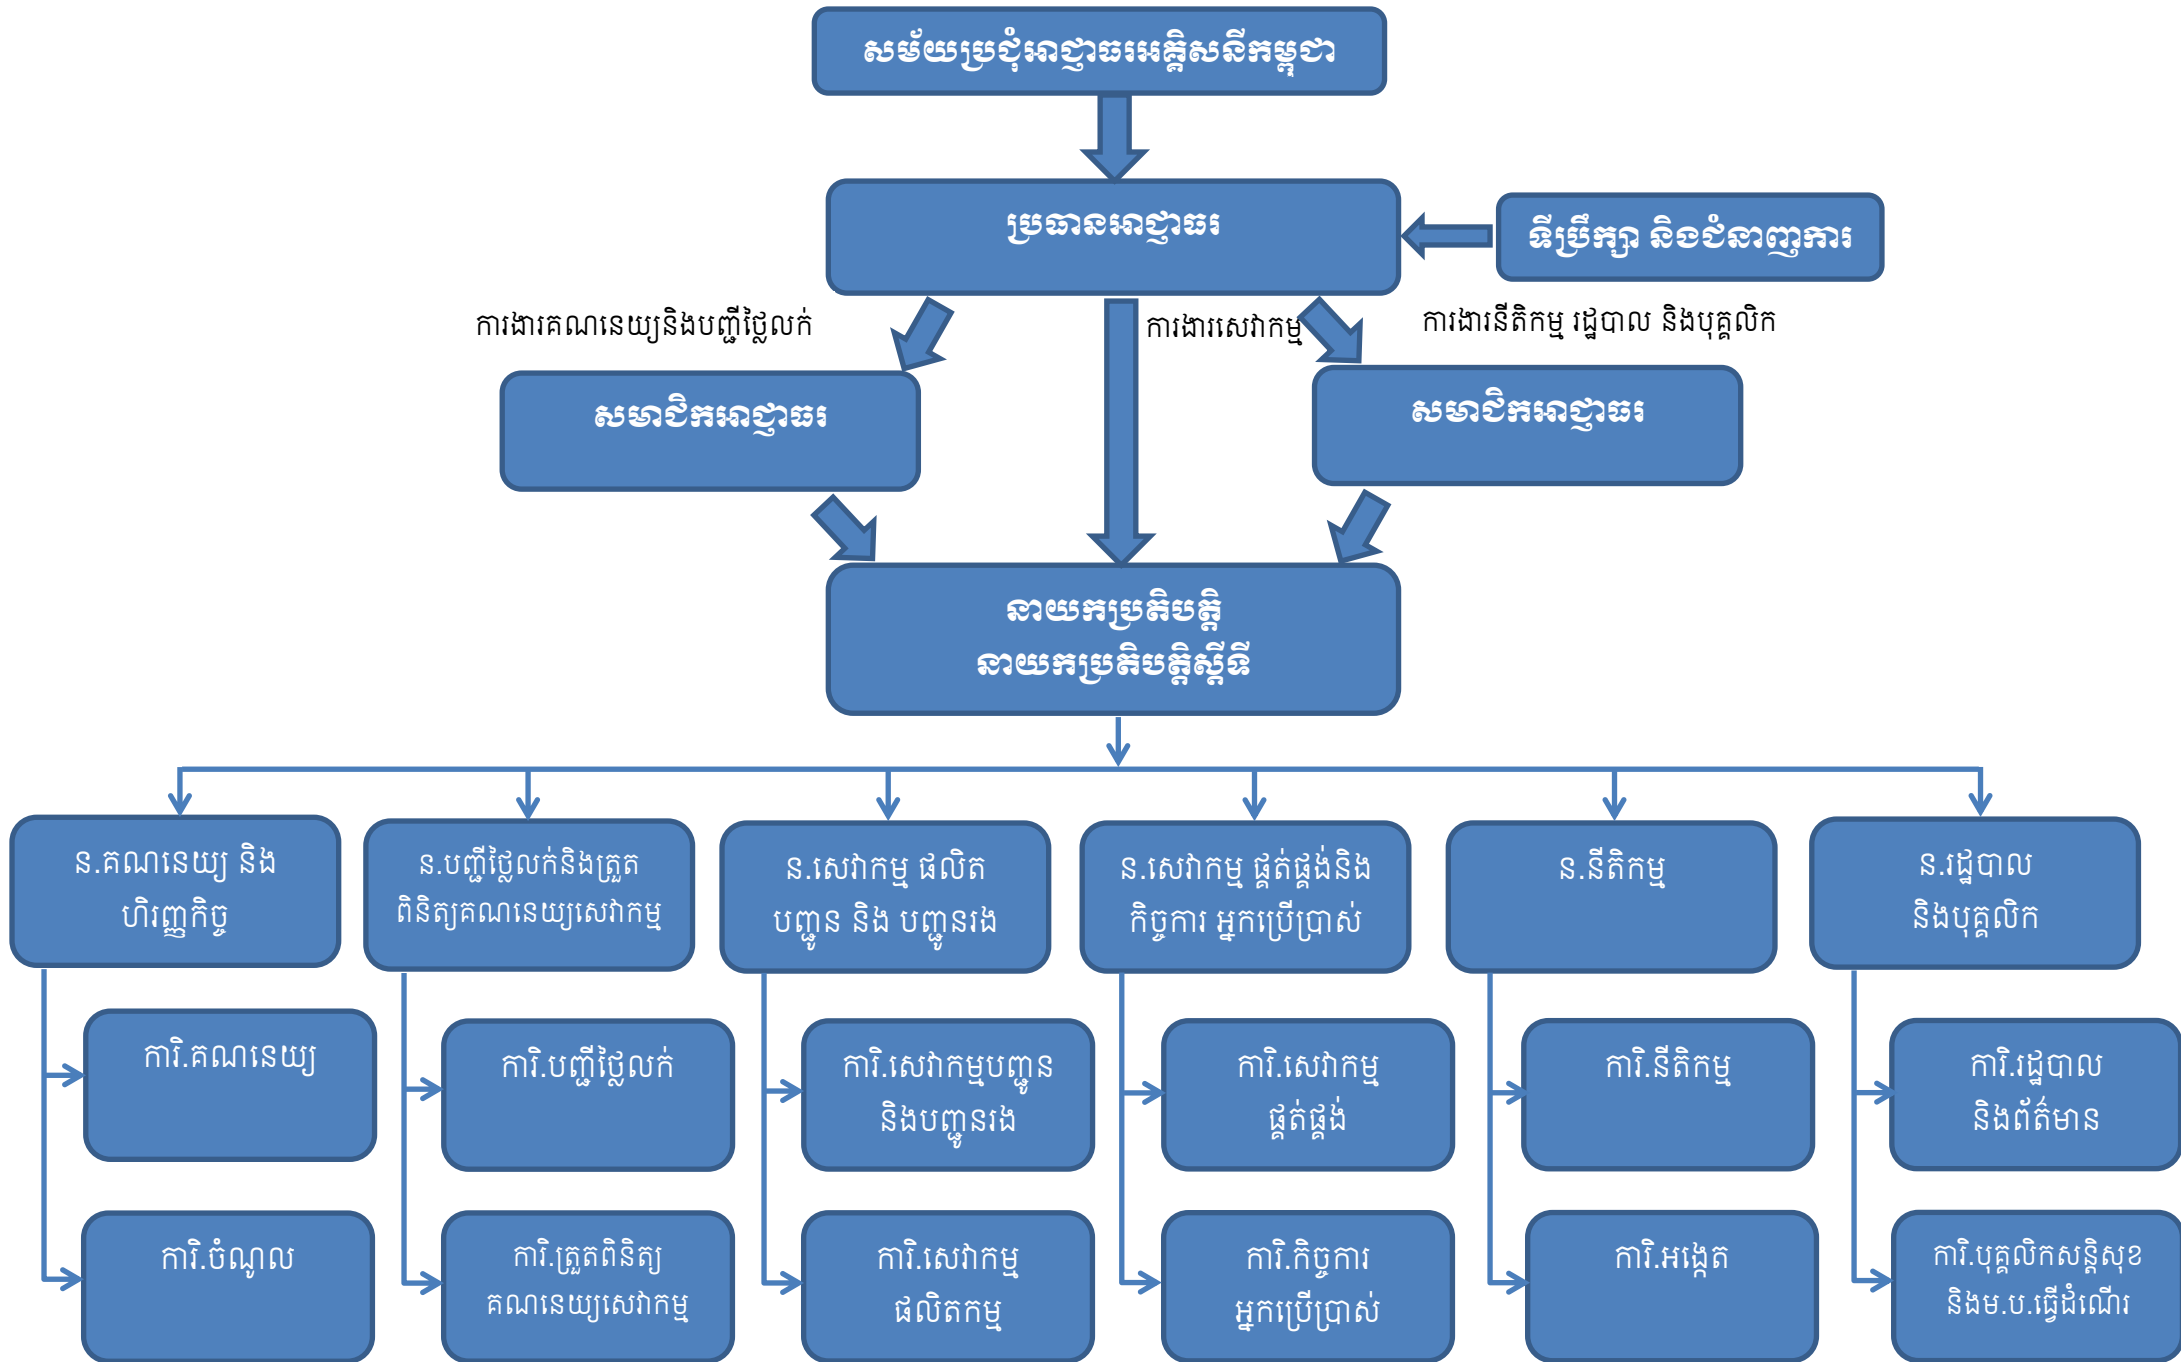 សម័យប្រជុំអាជ្ញាធរអគ្គិសនីកម្ពុជា
ប្រធានអាជ្ញាធរ
ទីប្រឹក្សា និងជំនាញការ
ការងារគណនេយ្យនិងបញ្ជីថ្លៃលក់
ការងារសេវាកម្ម
ការងារនីតិកម្ម រដ្ឋបាល និងបុគ្គលិក
សមាជិកអាជ្ញាធរ
សមាជិកអាជ្ញាធរ
នាយកប្រតិបត្តិ
នាយកប្រតិបត្តិស្តីទី
ន.គណនេយ្យ និង
ហិរញ្ញកិច្ច
ន.បញ្ជីថ្លៃលក់និងត្រួត
ពិនិត្យគណនេយ្យសេវាកម្ម
ន.សេវាកម្ម ផលិត
បញ្ជូន និង បញ្ជូនរង
ន.សេវាកម្ម ផ្គត់ផ្គង់និង
កិច្ចការ អ្នកប្រើប្រាស់
ន.នីតិកម្ម
ន.រដ្ឋបាល
និងបុគ្គលិក
ការិ.គណនេយ្យ
ការិ.បញ្ជីថ្លៃលក់
ការិ.សេវាកម្មបញ្ជូន
និងបញ្ជូនរង
ការិ.សេវាកម្ម
ផ្គត់ផ្គង់
ការិ.នីតិកម្ម
ការិ.រដ្ឋបាល
និងព័ត៌មាន
ការិ.ចំណូល
ការិ.ត្រួតពិនិត្យ
គណនេយ្យសេវាកម្ម
ការិ.សេវាកម្ម
ផលិតកម្ម
ការិ.កិច្ចការ
អ្នកប្រើប្រាស់
ការិ.អង្កេត
ការិ.បុគ្គលិកសន្តិសុខ
និងម.ប.ធ្វើដំណើរ